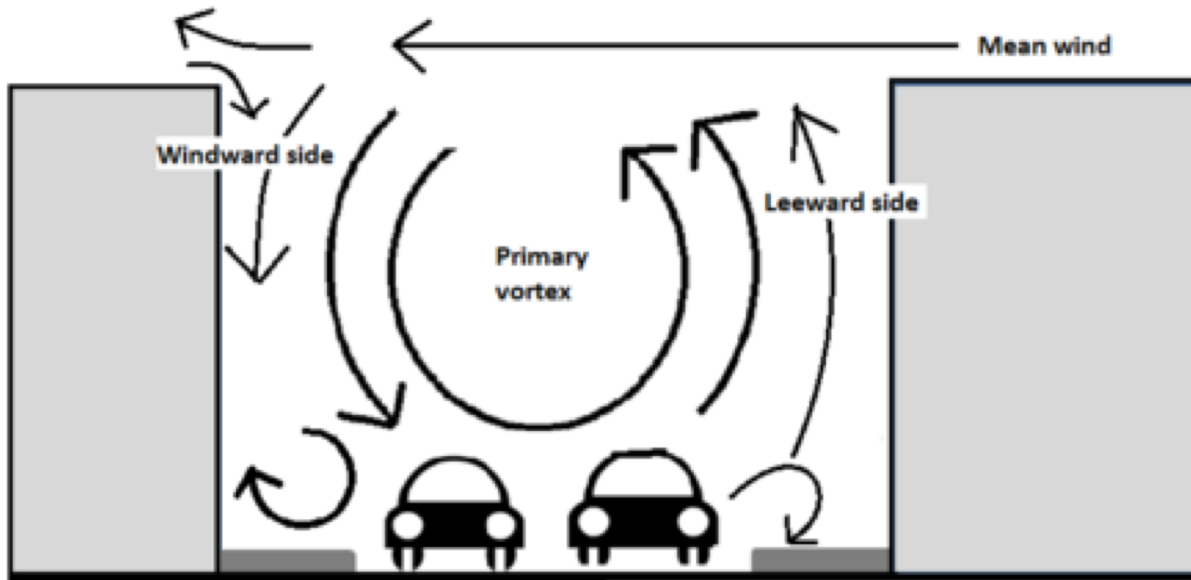 Mean wind
Windward side
Leeward side
Primary
vortex